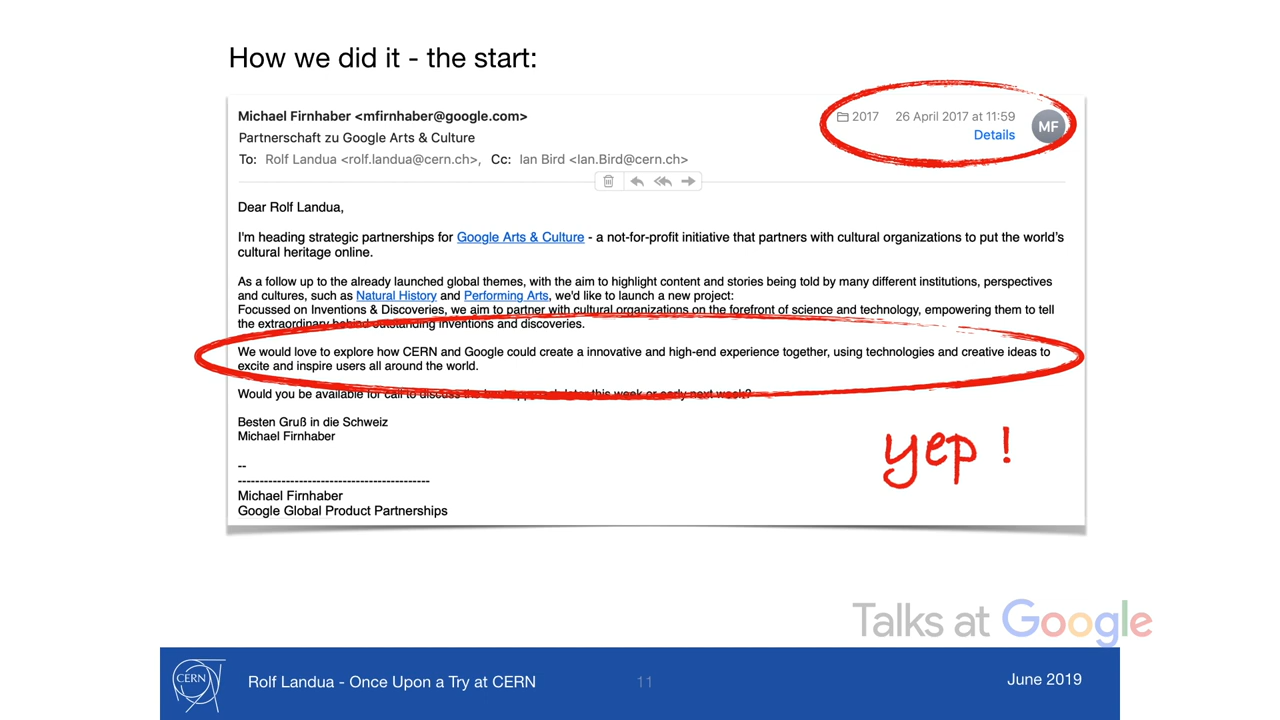 How we did it - the start:
Michael Firnhaber <mfirnhaber@google.com>
2017 26 April 2017 at 11:59
Partnerschaft zu Google Arts & Culture
Details
MF
To: Rolf Landua <rolf.landua@cern.ch>, Cc: Ian Bird <Ian.Bird@cern.ch>
Dear Rolf Landua,
I'm heading strategic partnerships for Google Arts & Culture - a not-for-profit initiative that partners with cultural organizations to put the world's
cultural heritage online.
As a follow up to the already launched global themes, with the aim to highlight content and stories being told by many different institutions, perspectives
and cultures, such as Natural History and Performing Arts, we'd like to launch a new project:
Focussed on Inventions & Discoveries, we aim to partner with cultural organizations on the forefront of science and technology, empowering them to tell
the extraordinary behind outstanding inventions and discoveries.
We would love to explore how CERN and Google could create a innovative and high-end experience together, using technologies and creative ideas to
excite and inspire users all around the world.
Would you be available for call to discuss the later this week or early next week?
Besten Gruß in die Schweiz
Michael Firnhaber
yep !
--
--------------------------------------------
Michael Firnhaber
Google Global Product Partnerships
Talks at Google
CERN
Rolf Landua - Once Upon a Try at CERN
11
June 2019